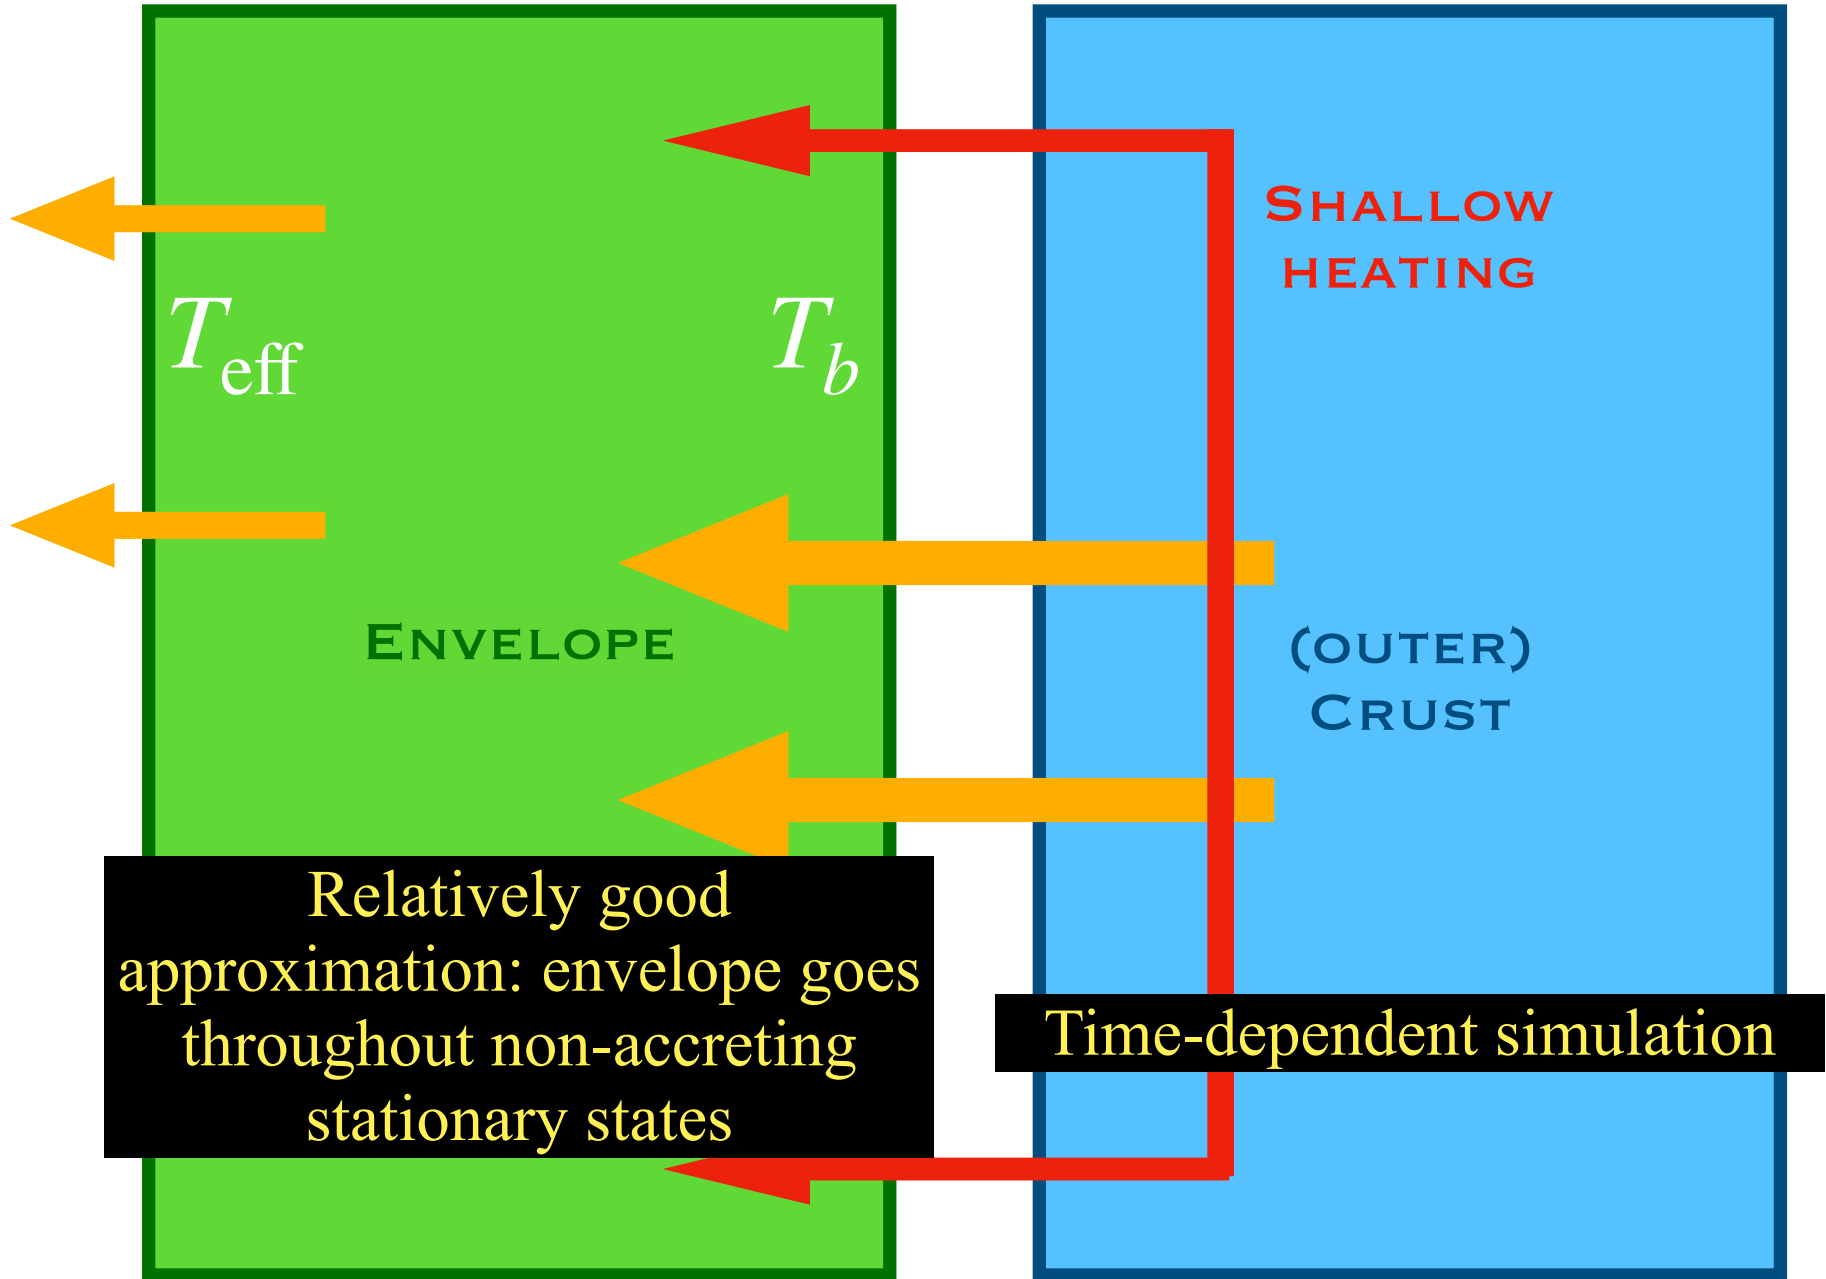 SHALLOW
HEATING
T_eff
T_b
ENVELOPE
(OUTER)
CRUST
Relatively good
approximation: envelope goes
throughout non-accreting
stationary states
Time-dependent simulation